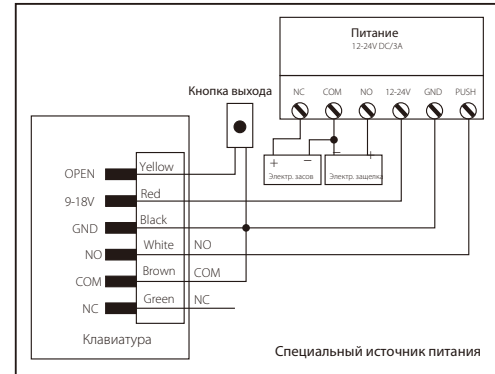 Питание
12-24V DC/3A
NC COM NO 12-24V GND PUSH
Кнопка выхода
+ − − +
Электр. засов Электр. защелка
OPEN Yellow
9-18V Red
GND Black
NO White NO
COM Brown COM
NC Green NC
Клавиатура
Специальный источник питания